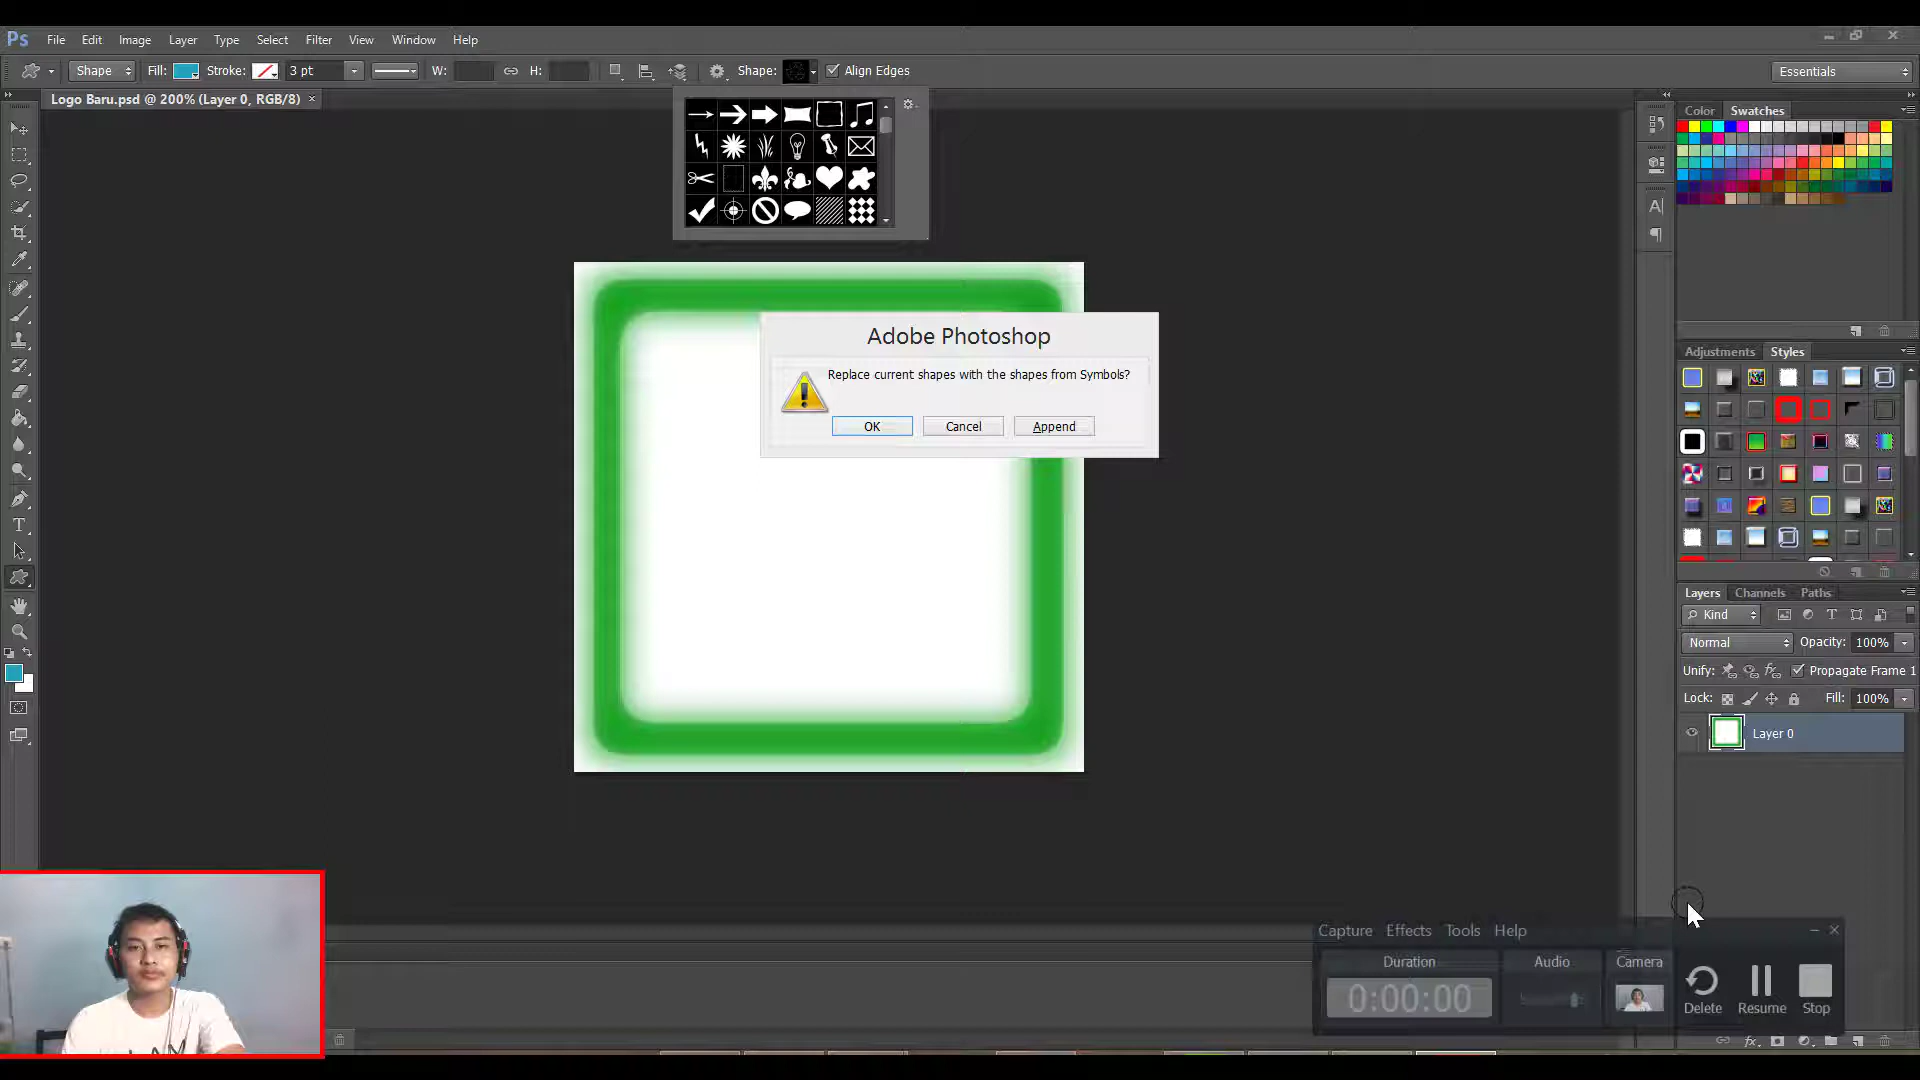 Ps File Edit Image Layer Type Select Filter View Window Help
Shape Fill: Stroke: 3 pt W: H: Shape: Align Edges Essentials
Logo Baru.psd @ 200% (Layer 0, RGB/8) ×
Color Swatches
Adobe Photoshop
Replace current shapes with the shapes from Symbols?
OK Cancel Append
Adjustments Styles
Layers Channels Paths
Kind
Normal Opacity: 100%
Unify: Propagate Frame 1
Lock: Fill: 100%
Layer 0
Capture Effects Tools Help
Duration Audio Camera
0:00:00
Delete Resume Stop